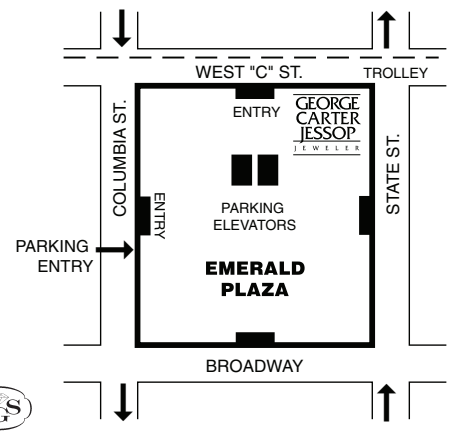 WEST "C" ST.
TROLLEY
COLUMBIA ST.
ENTRY
GEORGE
CARTER
JESSOP
JEWELER
STATE ST.
ENTRY
PARKING
ELEVATORS
PARKING
ENTRY
EMERALD
PLAZA
BROADWAY